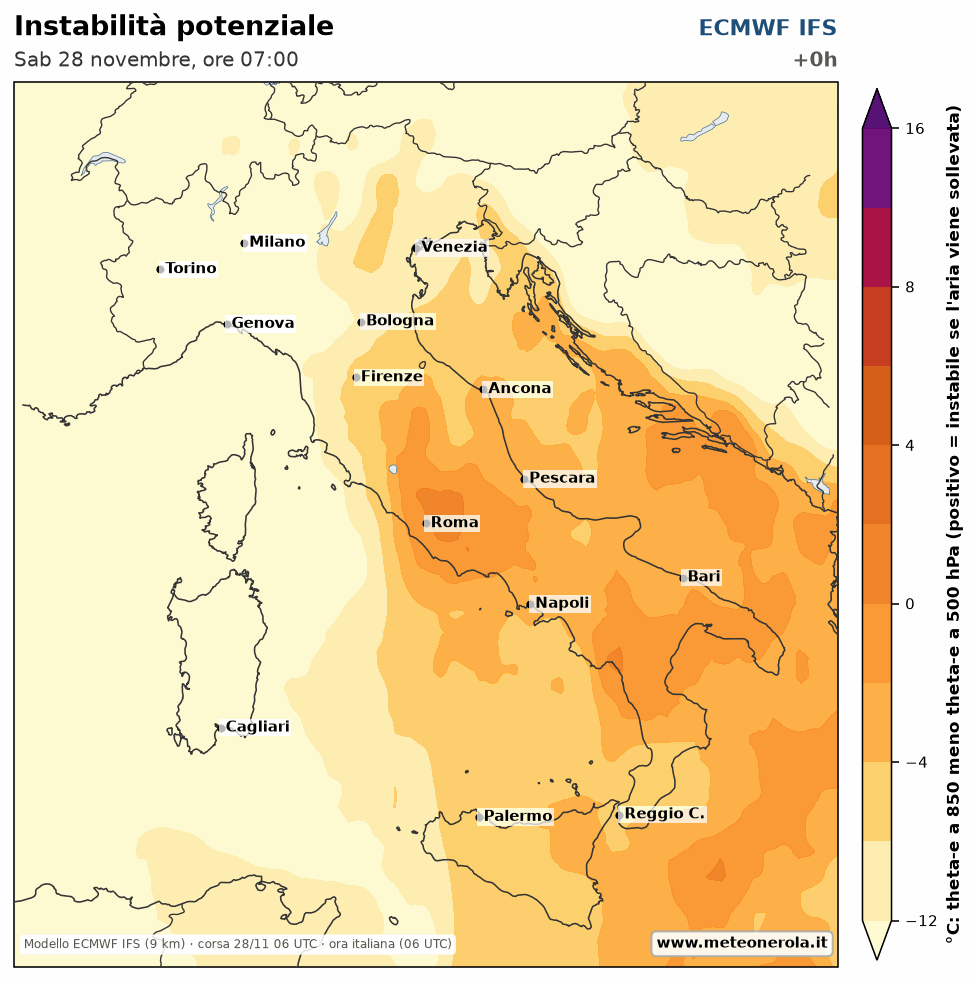 Instabilità potenziale
ECMWF IFS
Sab 28 novembre, ore 07:00
+0h
Milano
Venezia
Torino
Genova
Bologna
Firenze
Ancona
Pescara
Roma
Bari
Napoli
Cagliari
Palermo
Reggio C.
16
8
4
0
−4
−12
°C: theta-e a 850 meno theta-e a 500 hPa (positivo = instabile se l'aria viene sollevata)
Modello ECMWF IFS (9 km) · corsa 28/11 06 UTC · ora italiana (06 UTC)
www.meteonerola.it